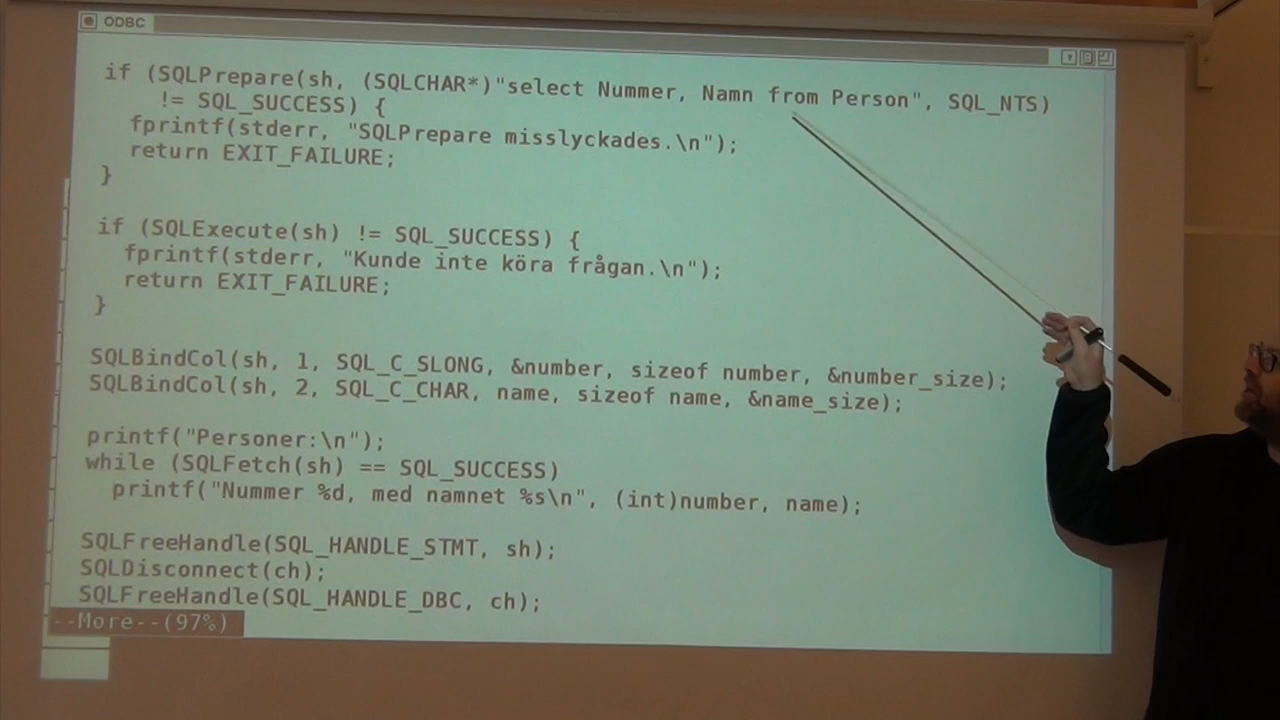 ODBC
if (SQLPrepare(sh, (SQLCHAR*)"select Nummer, Namn from Person", SQL_NTS)
!= SQL_SUCCESS) {
fprintf(stderr, "SQLPrepare misslyckades.\n");
return EXIT_FAILURE;
}
if (SQLExecute(sh) != SQL_SUCCESS) {
fprintf(stderr, "Kunde inte köra frågan.\n");
return EXIT_FAILURE;
}
SQLBindCol(sh, 1, SQL_C_SLONG, &number, sizeof number, &number_size);
SQLBindCol(sh, 2, SQL_C_CHAR, name, sizeof name, &name_size);
printf("Personer:\n");
while (SQLFetch(sh) == SQL_SUCCESS)
printf("Nummer %d, med namnet %s\n", (int)number, name);
SQLFreeHandle(SQL_HANDLE_STMT, sh);
SQLDisconnect(ch);
SQLFreeHandle(SQL_HANDLE_DBC, ch);
--More--(97%)